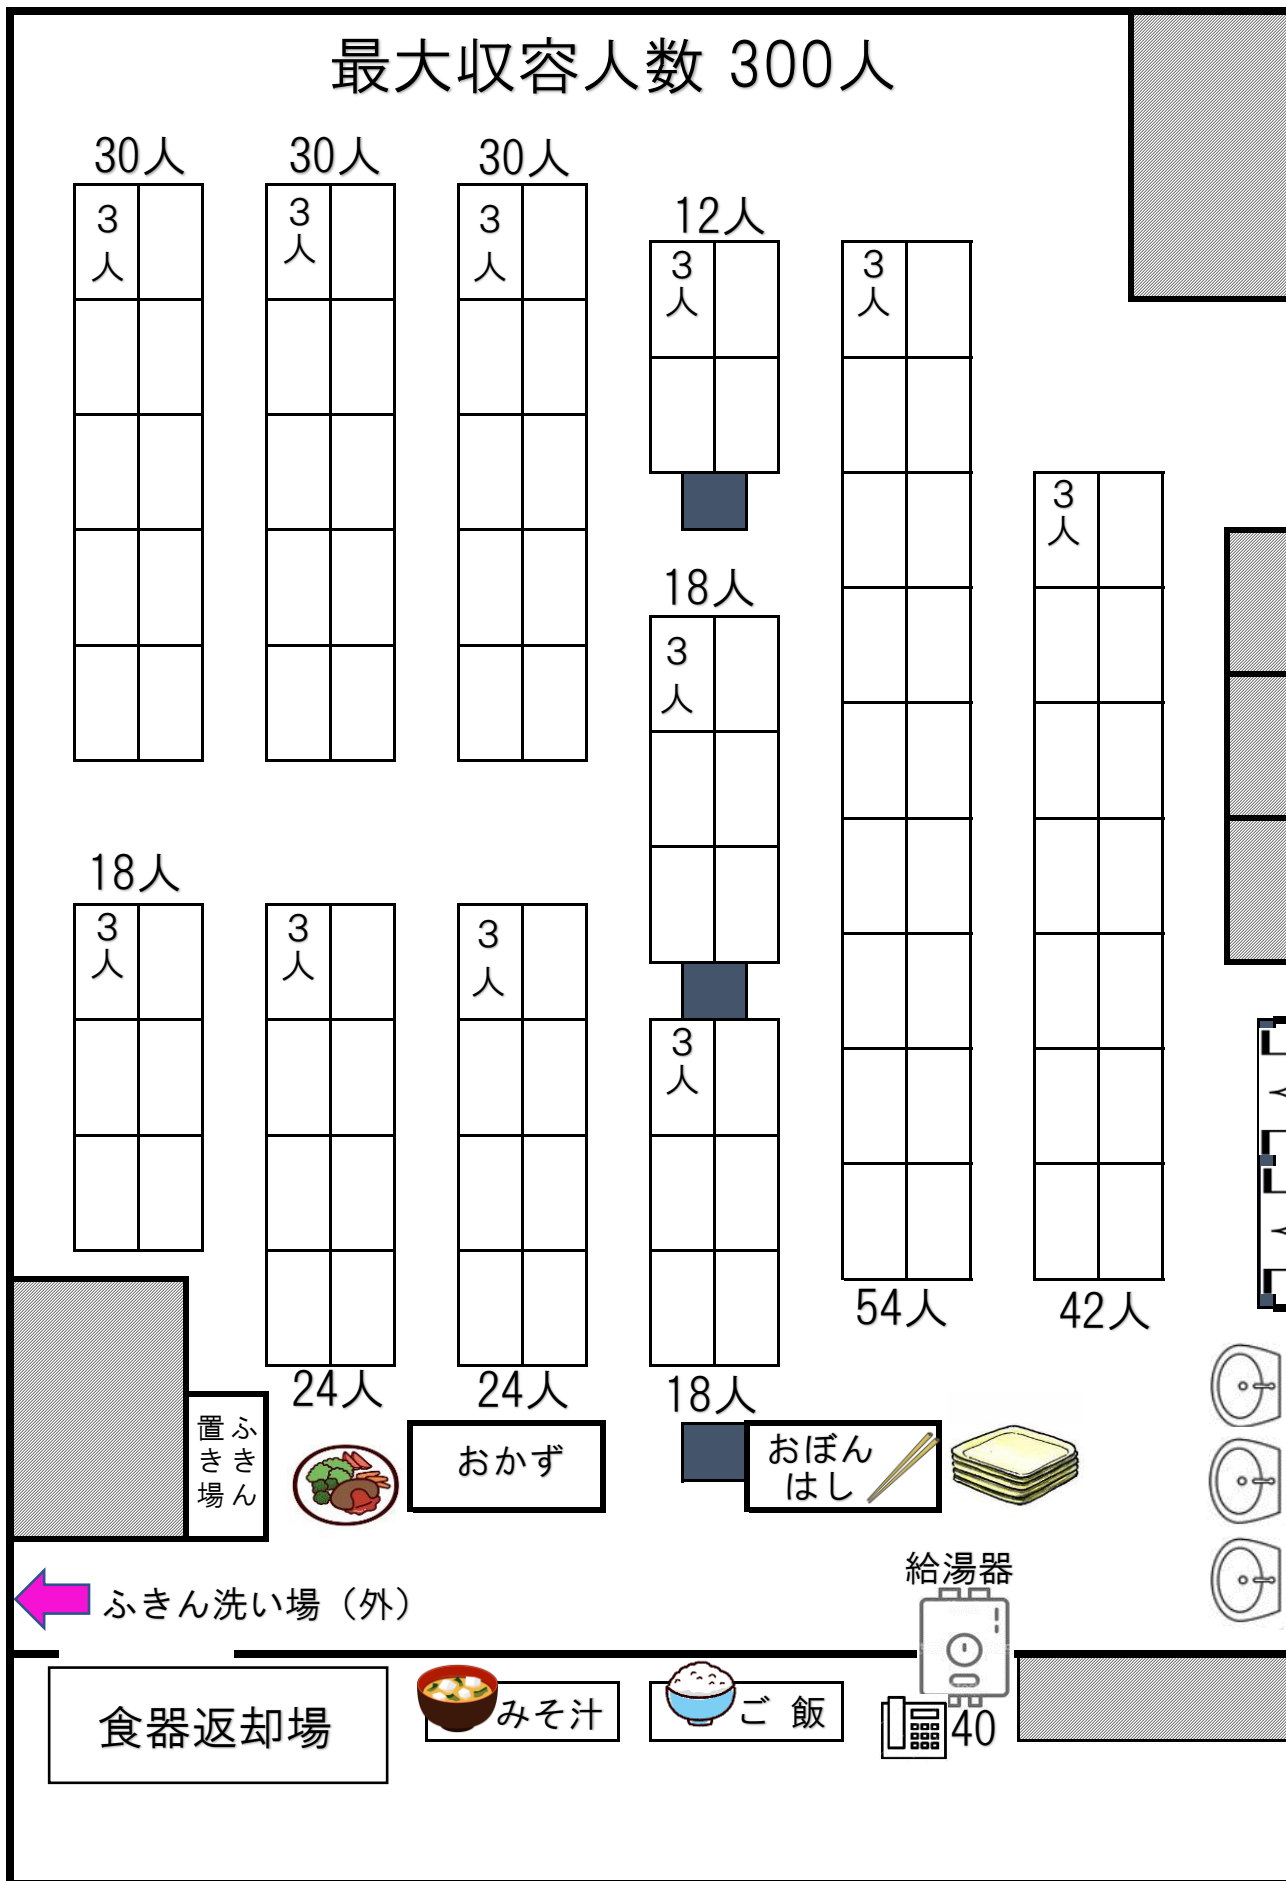 最大収容人数 300人
30人
30人
30人
12人
3人
3人
3人
3人
3人
3人
18人
3人
18人
3人
3人
3人
3人
54人
42人
24人
24人
18人
ふきん
置き場
おかず
おぼん
はし
給湯器
ふきん洗い場（外）
食器返却場
みそ汁
ご 飯
40